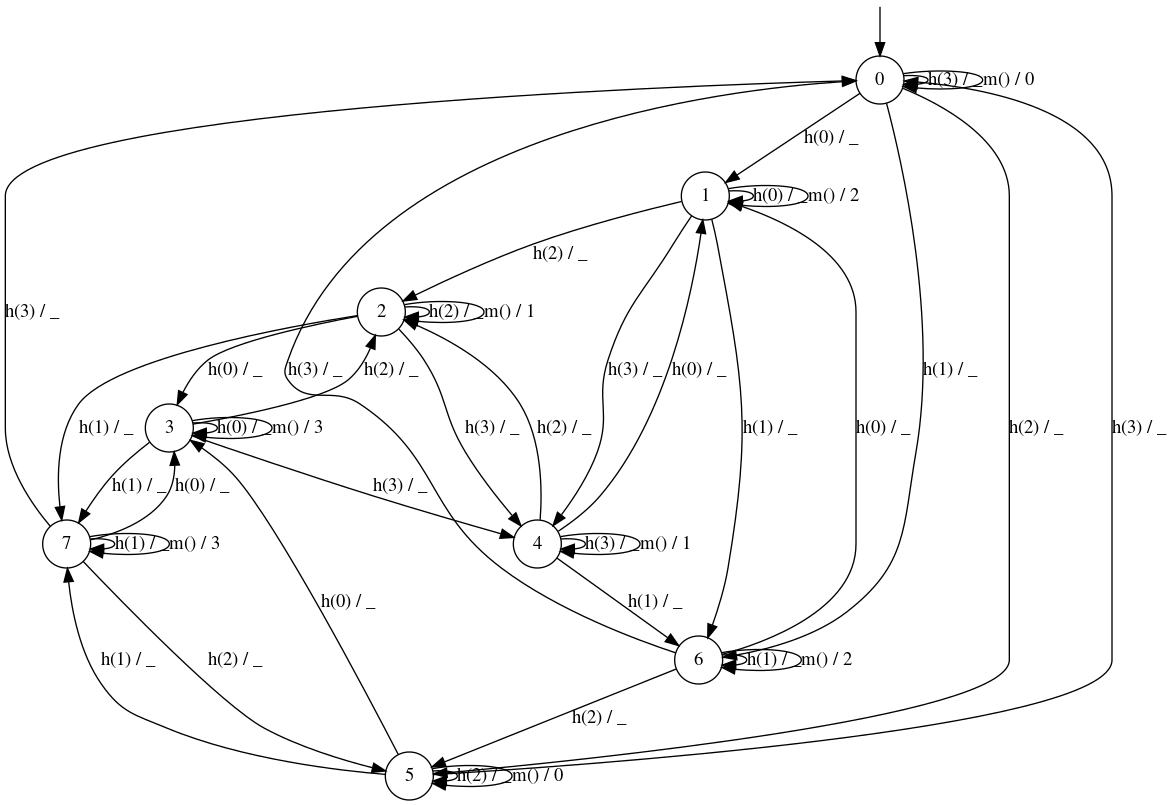 0
h(3) / _
m() / 0
h(0) / _
1
h(0) / _
m() / 2
h(2) / _
2
h(2) / _
m() / 1
h(3) / _
h(0) / _
h(3) / _
h(2) / _
h(3) / _
h(0) / _
h(1) / _
h(1) / _
3
h(0) / _
m() / 3
h(3) / _
h(2) / _
h(1) / _
h(0) / _
h(2) / _
h(3) / _
h(1) / _
h(0) / _
h(3) / _
7
h(1) / _
m() / 3
4
h(3) / _
m() / 1
h(0) / _
h(1) / _
h(1) / _
h(2) / _
6
h(1) / _
m() / 2
h(2) / _
5
h(2) / _
m() / 0